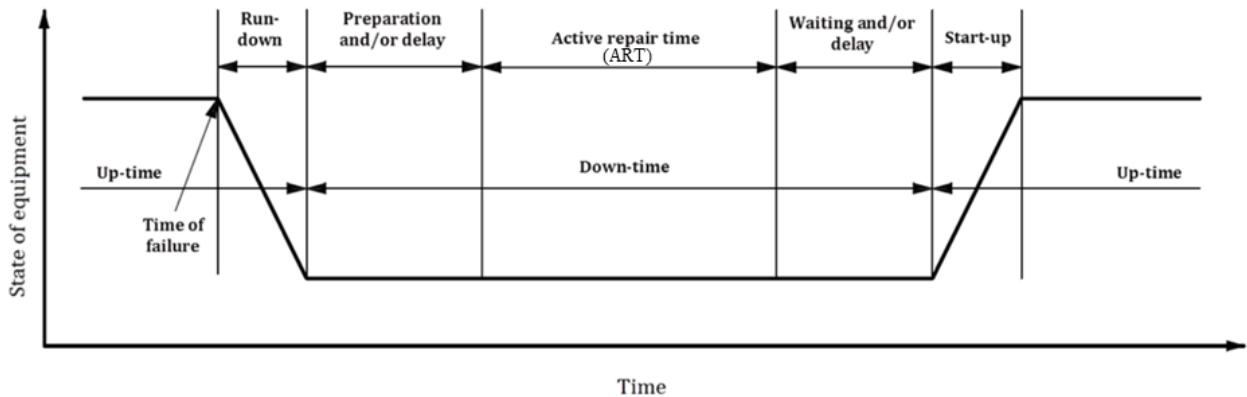 Run-
down
Preparation
and/or delay
Active repair time
(ART)
Waiting and/or
delay
Start-up
Up-time
Down-time
Up-time
Time of
failure
State of equipment
Time